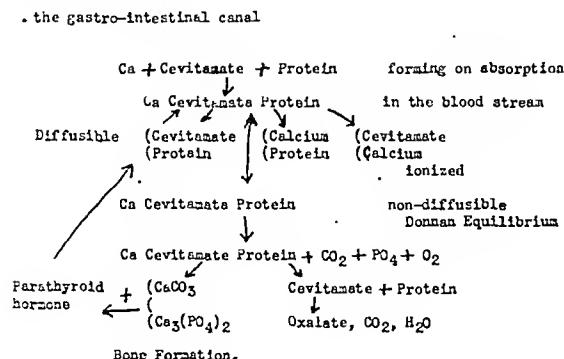 . the gastro-intestinal canal
Ca + Cevitamate + Protein forming on absorption
Ca Cevitamata Protein in the blood stream
Diffusible (Cevitamate (Calcium (Cevitamate
(Protain (Protein (Calcium
ionized
Ca Cevitamate Protein non-diffusible
Donnan Equilibrium
Ca Cevitamate Protein + CO2 + PO4 + O2
Parathyroid + (CaCO3 Cevitamate + Protein
hormone (
(Ca3(PO4)2 Oxalate, CO2, H2O
Bone Formation.